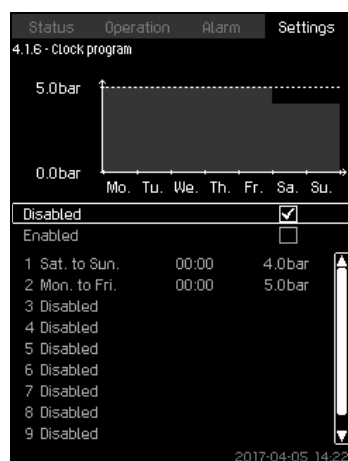 Status Operation Alarm Settings
4.1.6 - Clock program
5.0bar
0.0bar
Mo. Tu. We. Th. Fr. Sa. Su.
Disabled
Enabled
1 Sat. to Sun. 00:00 4.0bar
2 Mon. to Fri. 00:00 5.0bar
3 Disabled
4 Disabled
5 Disabled
6 Disabled
7 Disabled
8 Disabled
9 Disabled
2017-04-05 14:22